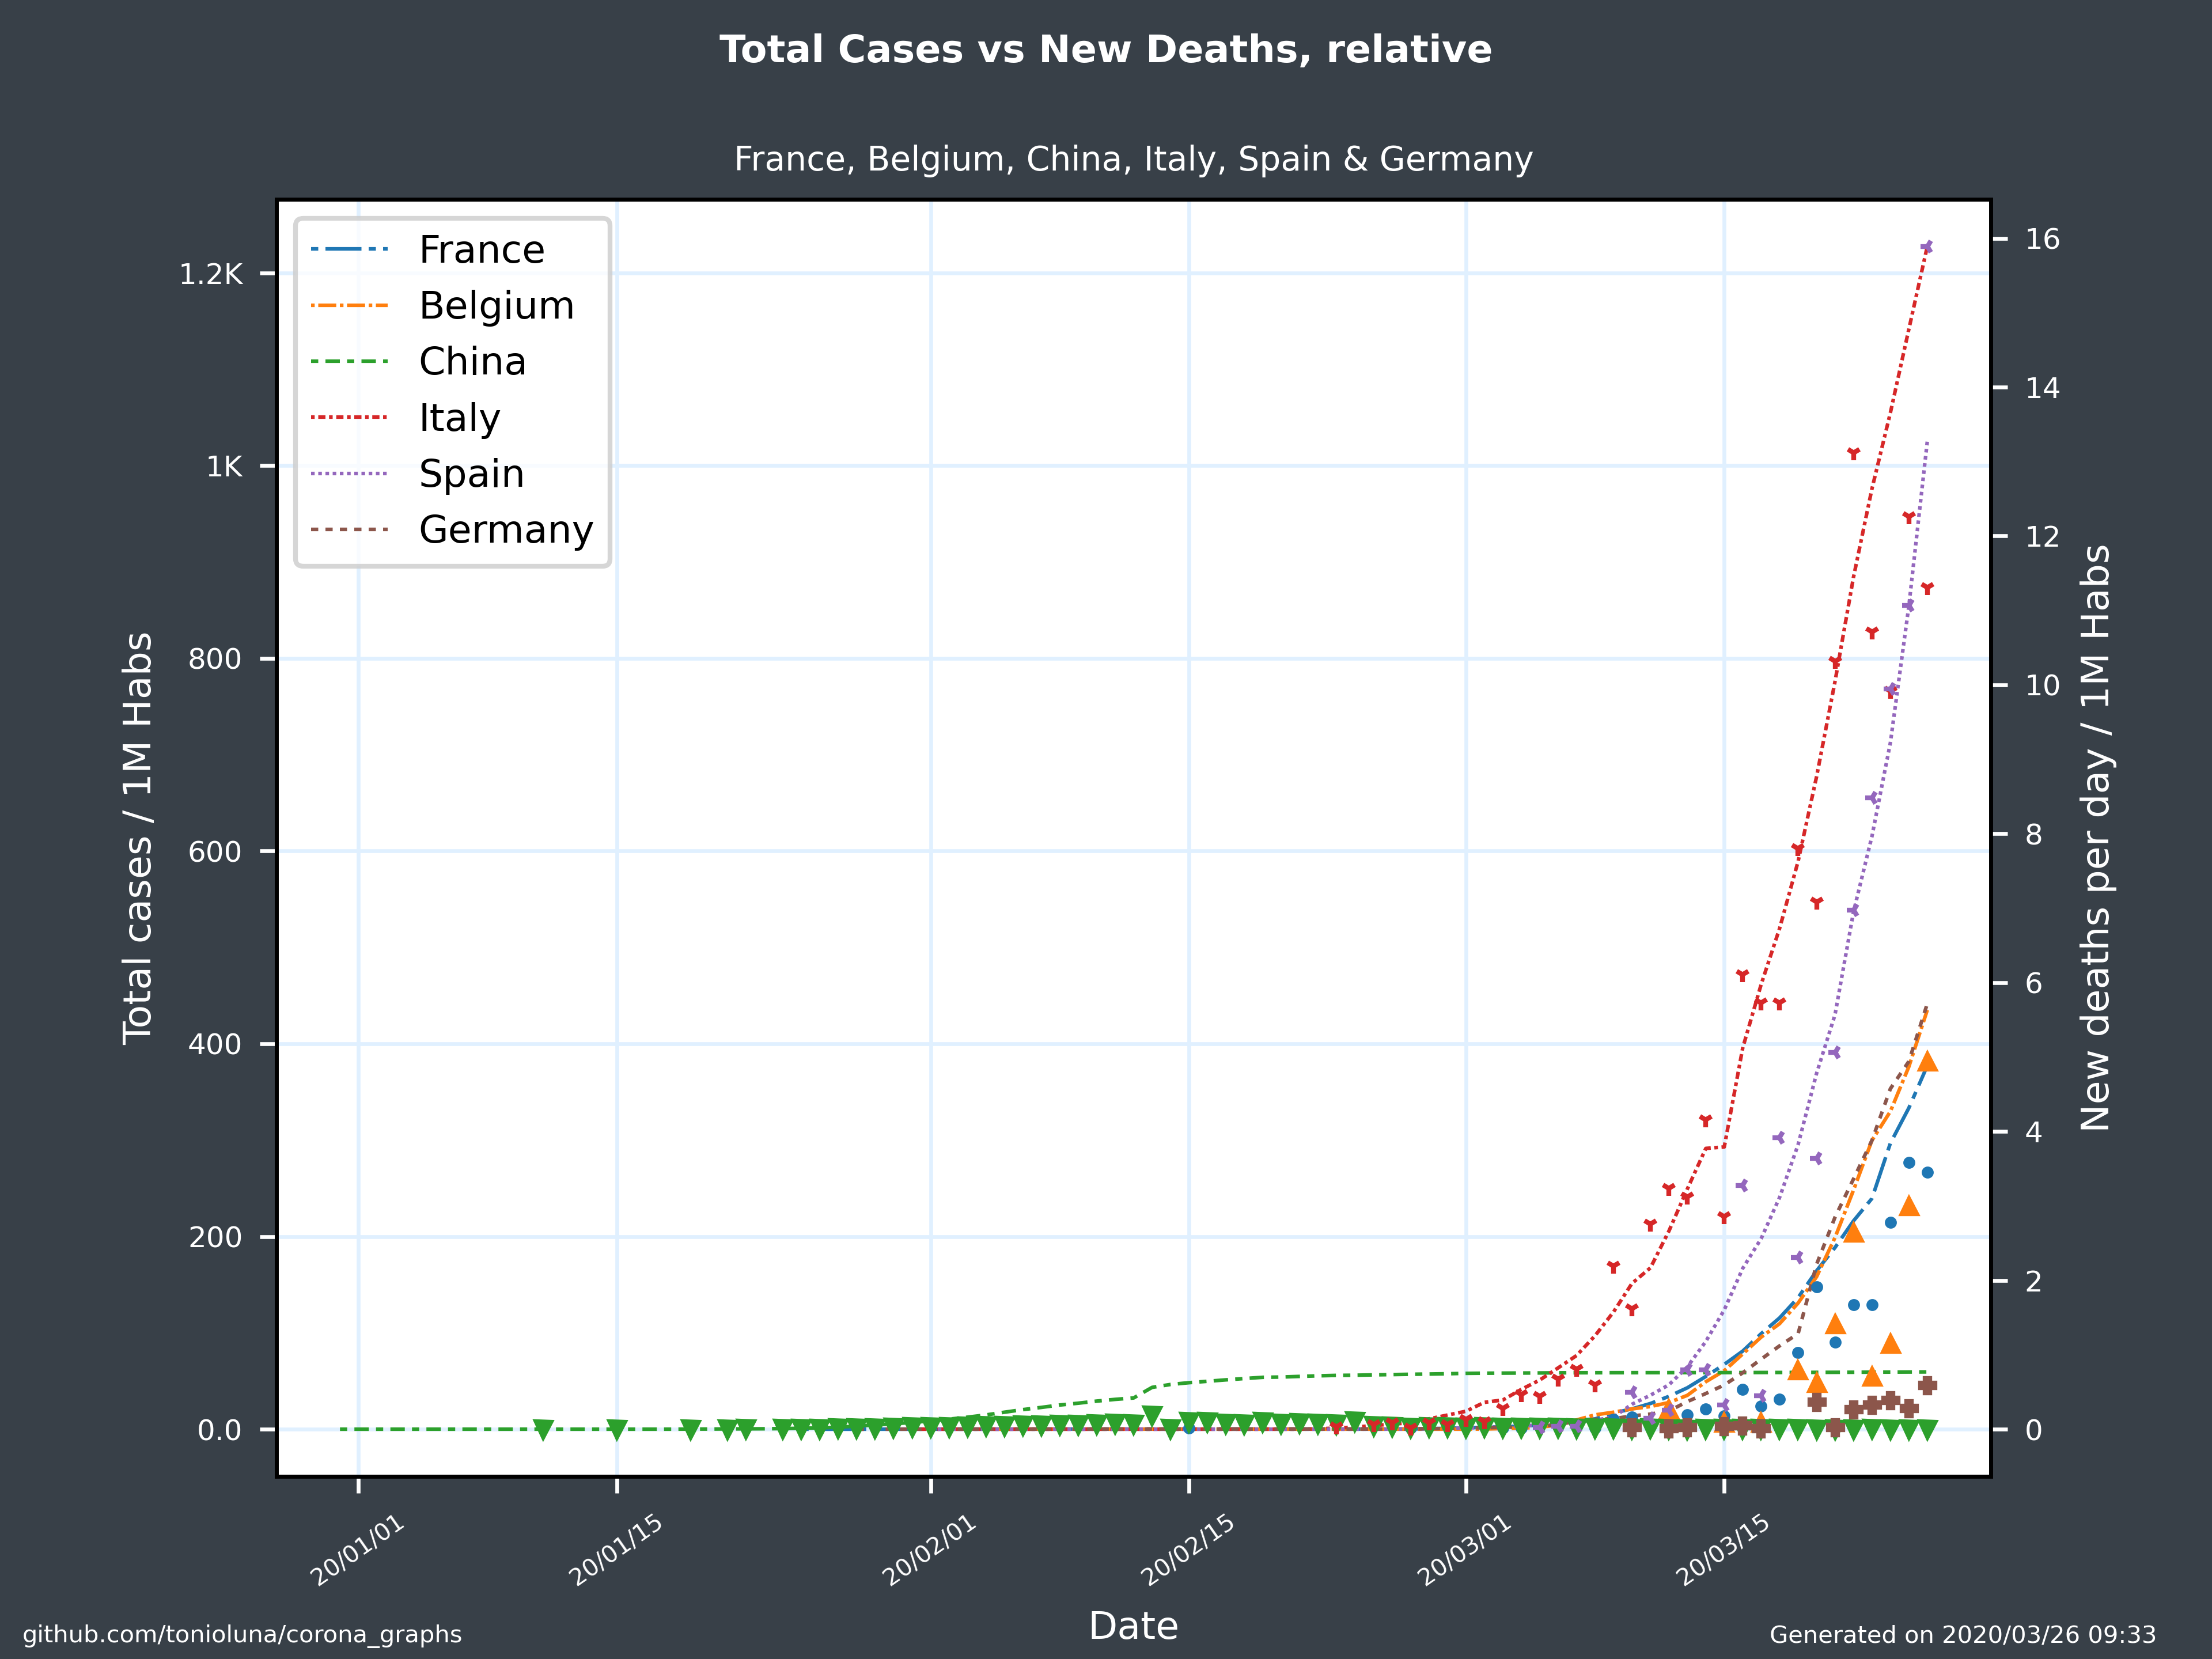 Total Cases vs New Deaths, relative
France, Belgium, China, Italy, Spain & Germany
France
Belgium
China
Italy
Spain
Germany
Total cases / 1M Habs
1.2K
1K
800
600
400
200
0.0
New deaths per day / 1M Habs
16
14
12
10
8
6
4
2
0
20/01/01
20/01/15
20/02/01
20/02/15
20/03/01
20/03/15
Date
github.com/tonioluna/corona_graphs
Generated on 2020/03/26 09:33